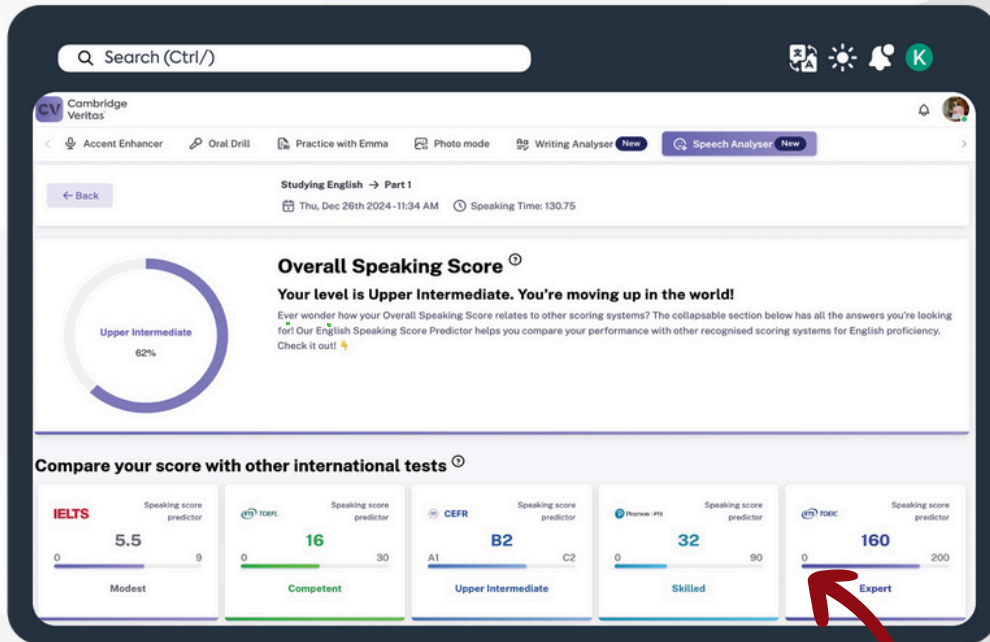 Search (Ctrl/)
K
CV Cambridge
Veritas
Accent Enhancer Oral Drill Practice with Emma Photo mode Writing Analyser New Speech Analyser New
← Back
Studying English → Part 1
Thu, Dec 26th 2024 - 11:34 AM Speaking Time: 130.75
Overall Speaking Score
Your level is Upper Intermediate. You're moving up in the world!
Ever wonder how your Overall Speaking Score relates to other scoring systems? The collapsable section below has all the answers you're looking
for! Our English Speaking Score Predictor helps you compare your performance with other recognised scoring systems for English proficiency.
Check it out!
Upper Intermediate
62%
Compare your score with other international tests
IELTS Speaking score
predictor
5.5
0 9
Modest
ETS TOEFL Speaking score
predictor
16
0 30
Competent
CEFR Speaking score
predictor
B2
A1 C2
Upper Intermediate
Pearson PTE Speaking score
predictor
32
0 90
Skilled
ETS TOEIC Speaking score
predictor
160
0 200
Expert